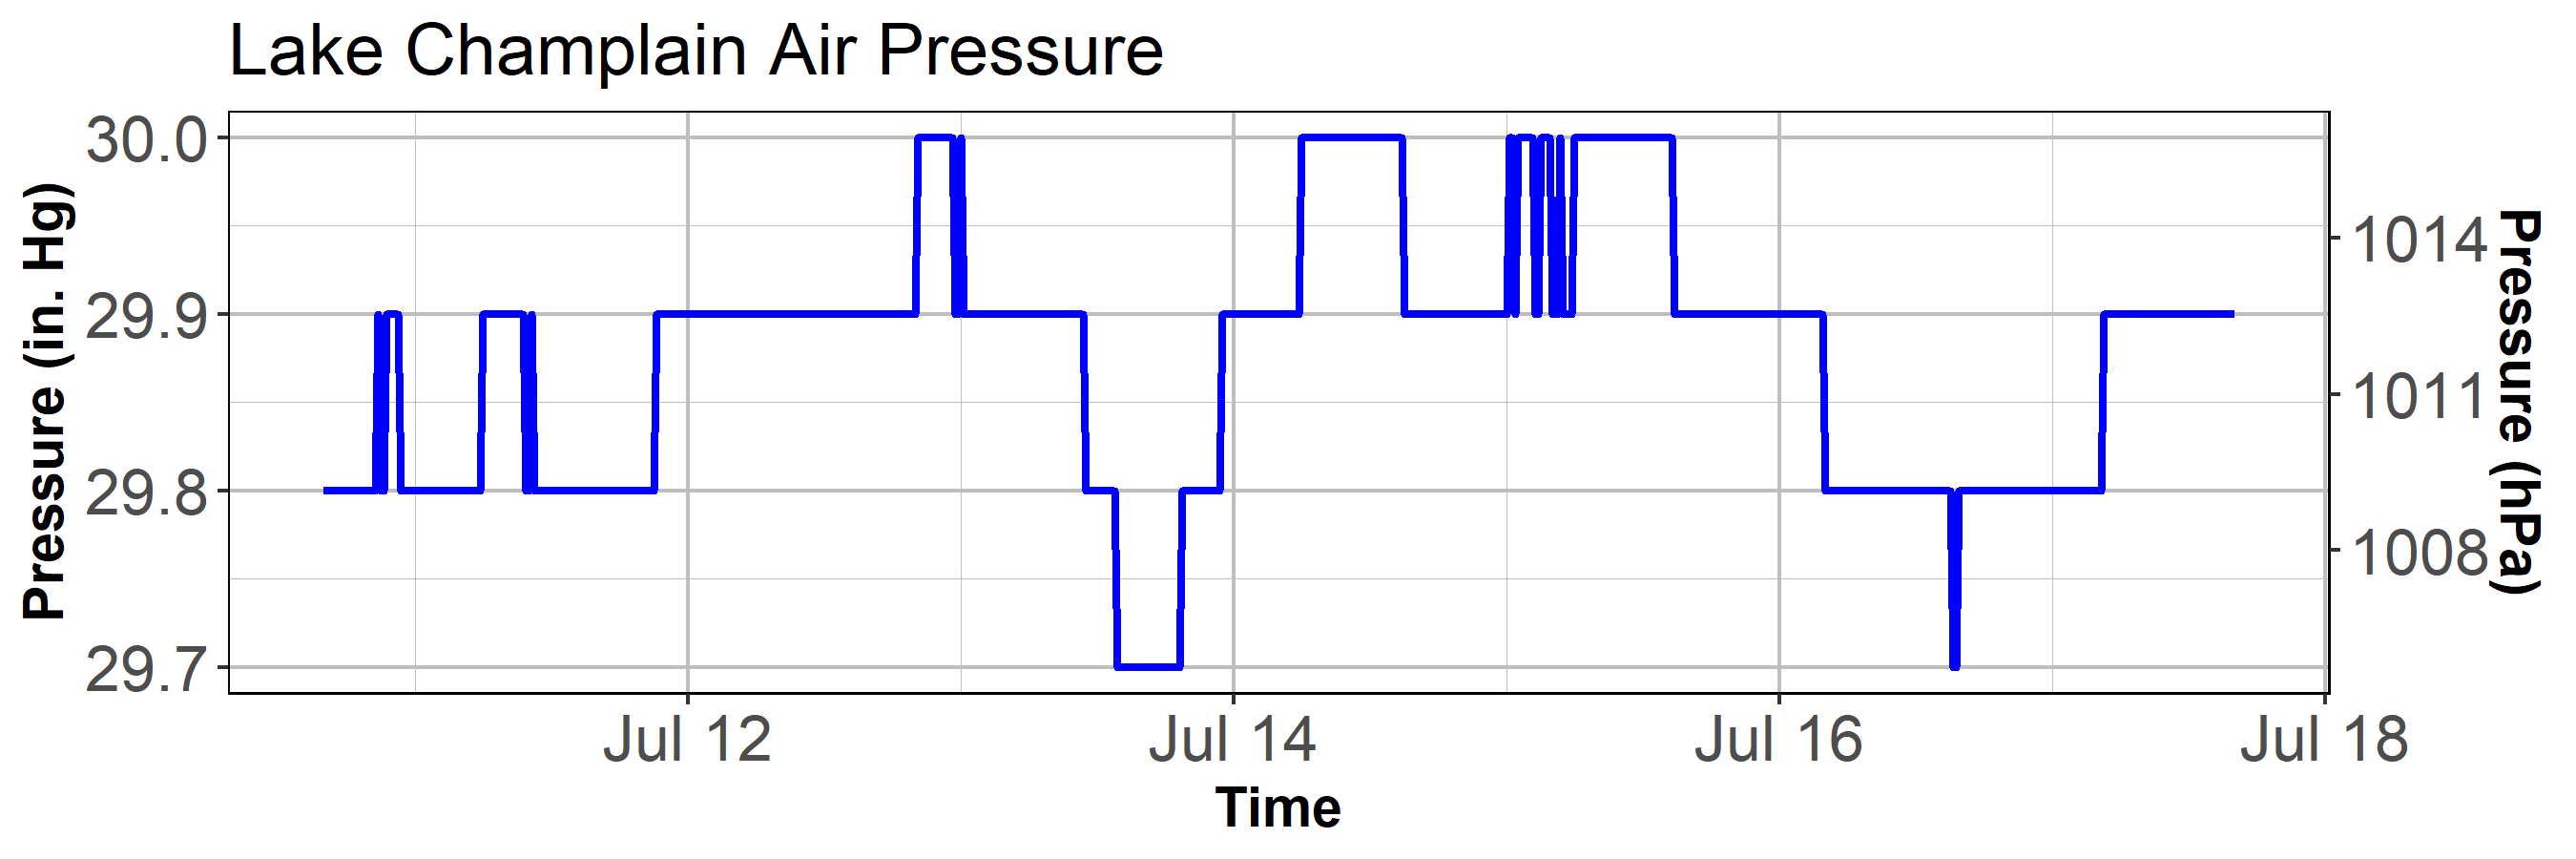 Lake Champlain Air Pressure
Pressure (in. Hg)
30.0
29.9
29.8
29.7
1014
1011
1008
Pressure (hPa)
Jul 12 Jul 14 Jul 16 Jul 18
Time